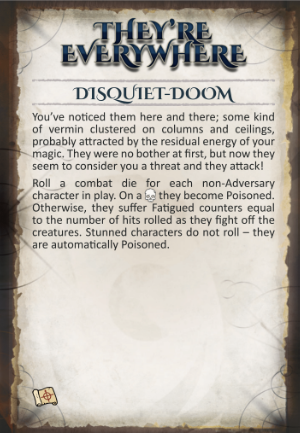 THEY'RE
EVERYWHERE
DISQUIET-DOOM
You've noticed them here and there; some kind
of vermin clustered on columns and ceilings,
probably attracted by the residual energy of your
magic. They were no bother at first, but now they
seem to consider you a threat and they attack!
Roll a combat die for each non-Adversary
character in play. On a they become Poisoned.
Otherwise, they suffer Fatigued counters equal
to the number of hits rolled as they fight off the
creatures. Stunned characters do not roll – they
are automatically Poisoned.